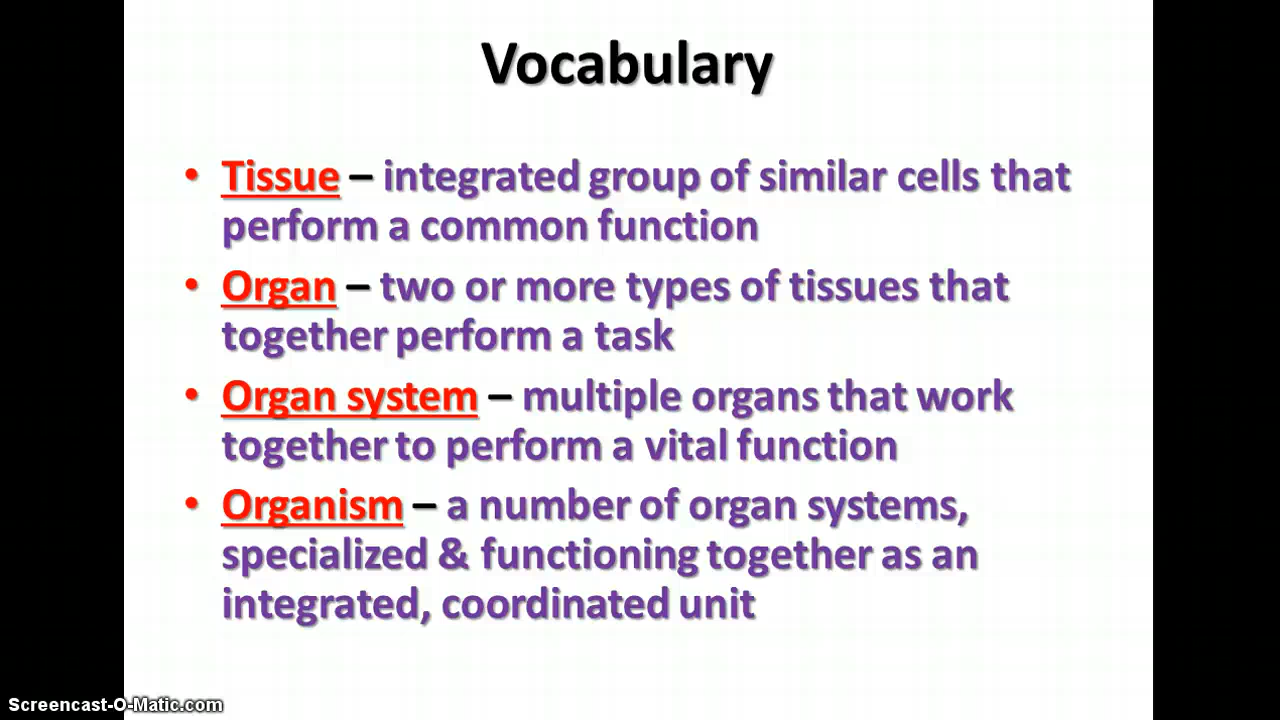 Vocabulary
• Tissue – integrated group of similar cells that
perform a common function
• Organ – two or more types of tissues that
together perform a task
• Organ system – multiple organs that work
together to perform a vital function
• Organism – a number of organ systems,
specialized & functioning together as an
integrated, coordinated unit
Screencast-O-Matic.com